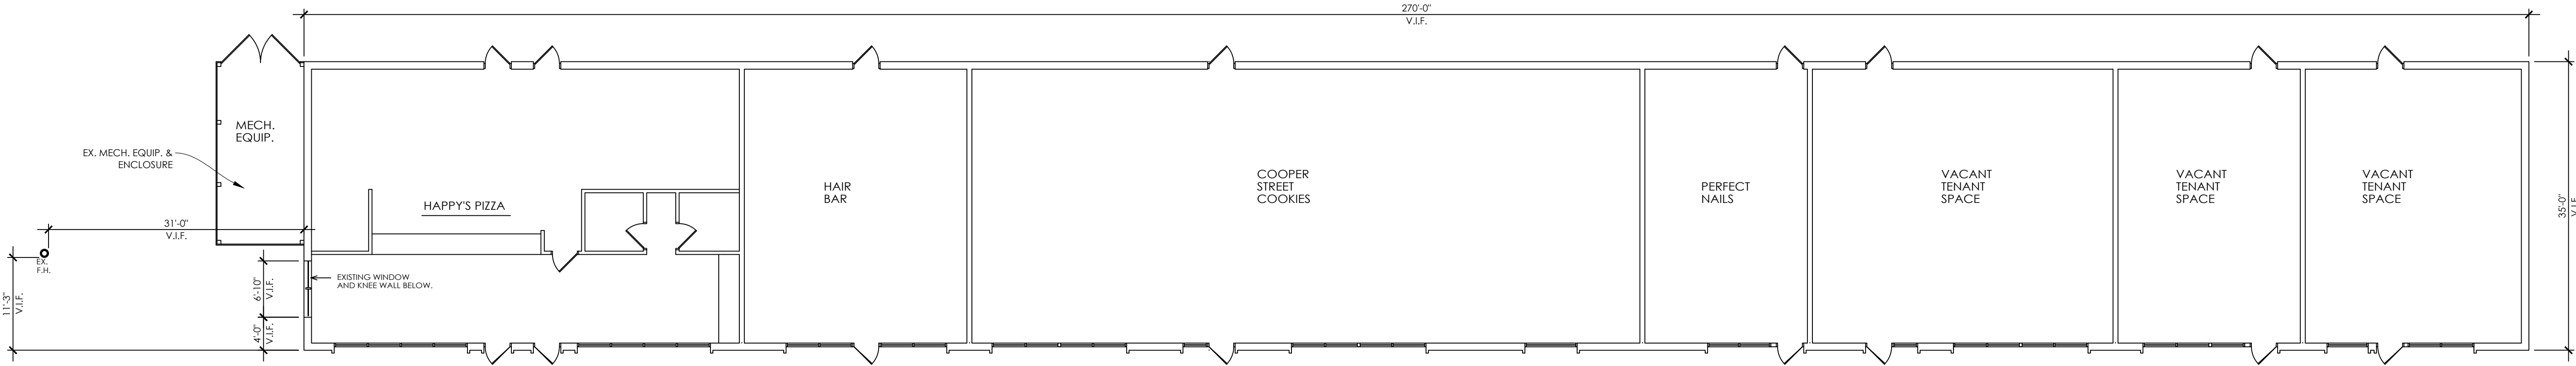 270'-0"
V.I.F.
MECH.
EQUIP.
EX. MECH. EQUIP. &
ENCLOSURE
31'-0"
V.I.F.
EX.
F.H.
11'-3"
V.I.F.
6'-10"
V.I.F.
4'-0"
V.I.F.
HAPPY'S PIZZA
EXISTING WINDOW
AND KNEE WALL BELOW.
HAIR
BAR
COOPER
STREET
COOKIES
PERFECT
NAILS
VACANT
TENANT
SPACE
VACANT
TENANT
SPACE
VACANT
TENANT
SPACE
35'-0"
V.I.F.